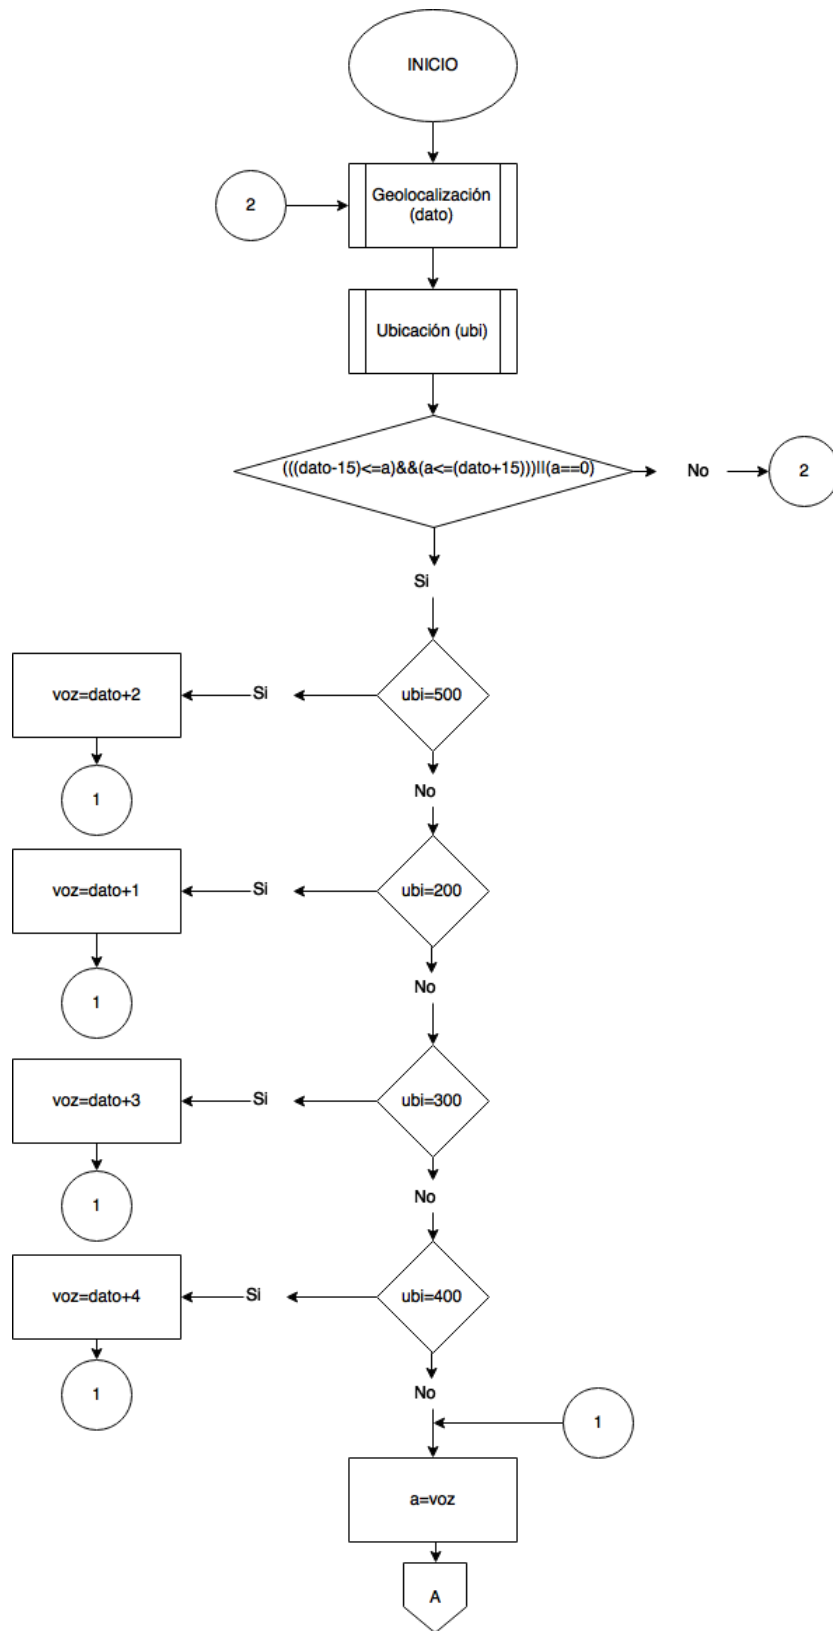 INICIO
2
Geolocalización
(dato)
Ubicación (ubi)
(((dato-15)<=a)&&(a<=(dato+15)))||(a==0)
No
2
Si
voz=dato+2
Si
ubi=500
1
No
voz=dato+1
Si
ubi=200
1
No
voz=dato+3
Si
ubi=300
1
No
voz=dato+4
Si
ubi=400
1
No
1
a=voz
A